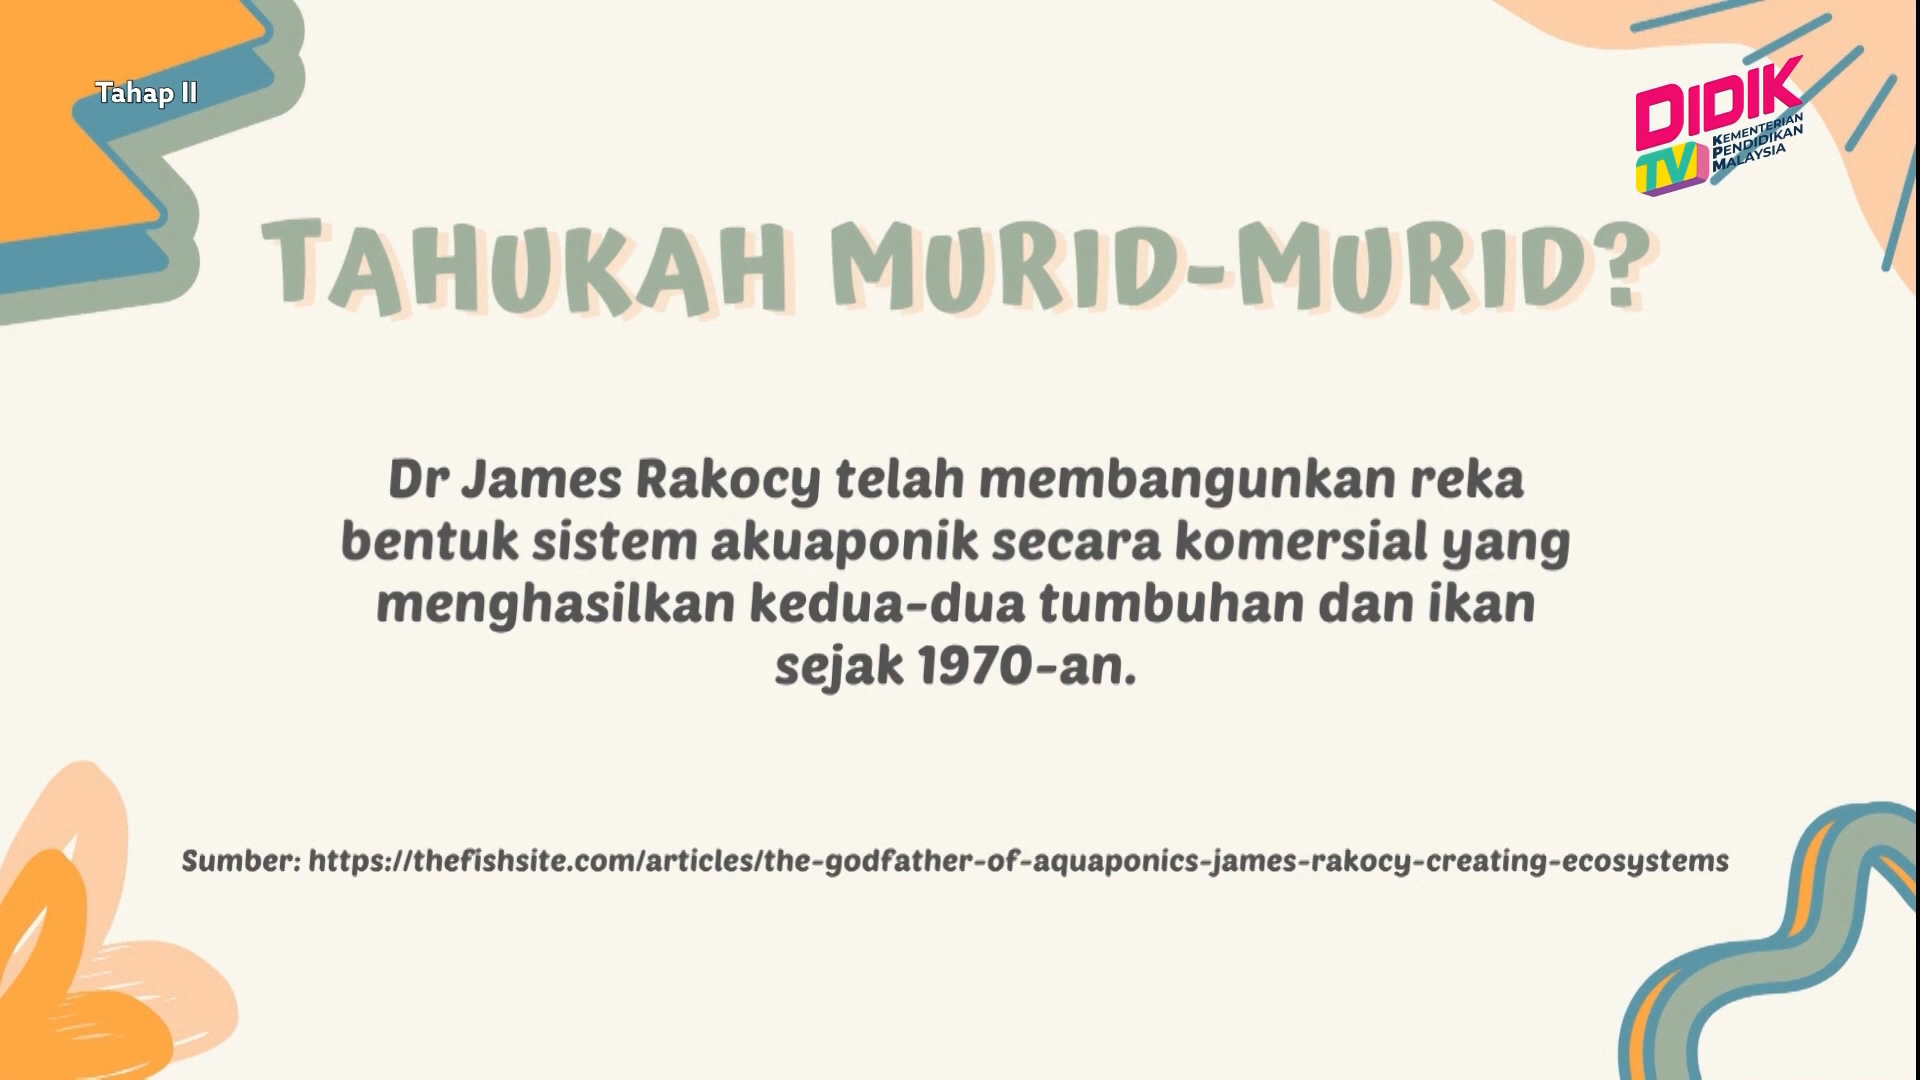 Tahap II
DIDIK
TV
KEMENTERIAN
PENDIDIKAN
MALAYSIA
TAHUKAH MURID-MURID?
Dr James Rakocy telah membangunkan reka
bentuk sistem akuaponik secara komersial yang
menghasilkan kedua-dua tumbuhan dan ikan
sejak 1970-an.
Sumber: https://thefishsite.com/articles/the-godfather-of-aquaponics-james-rakocy-creating-ecosystems